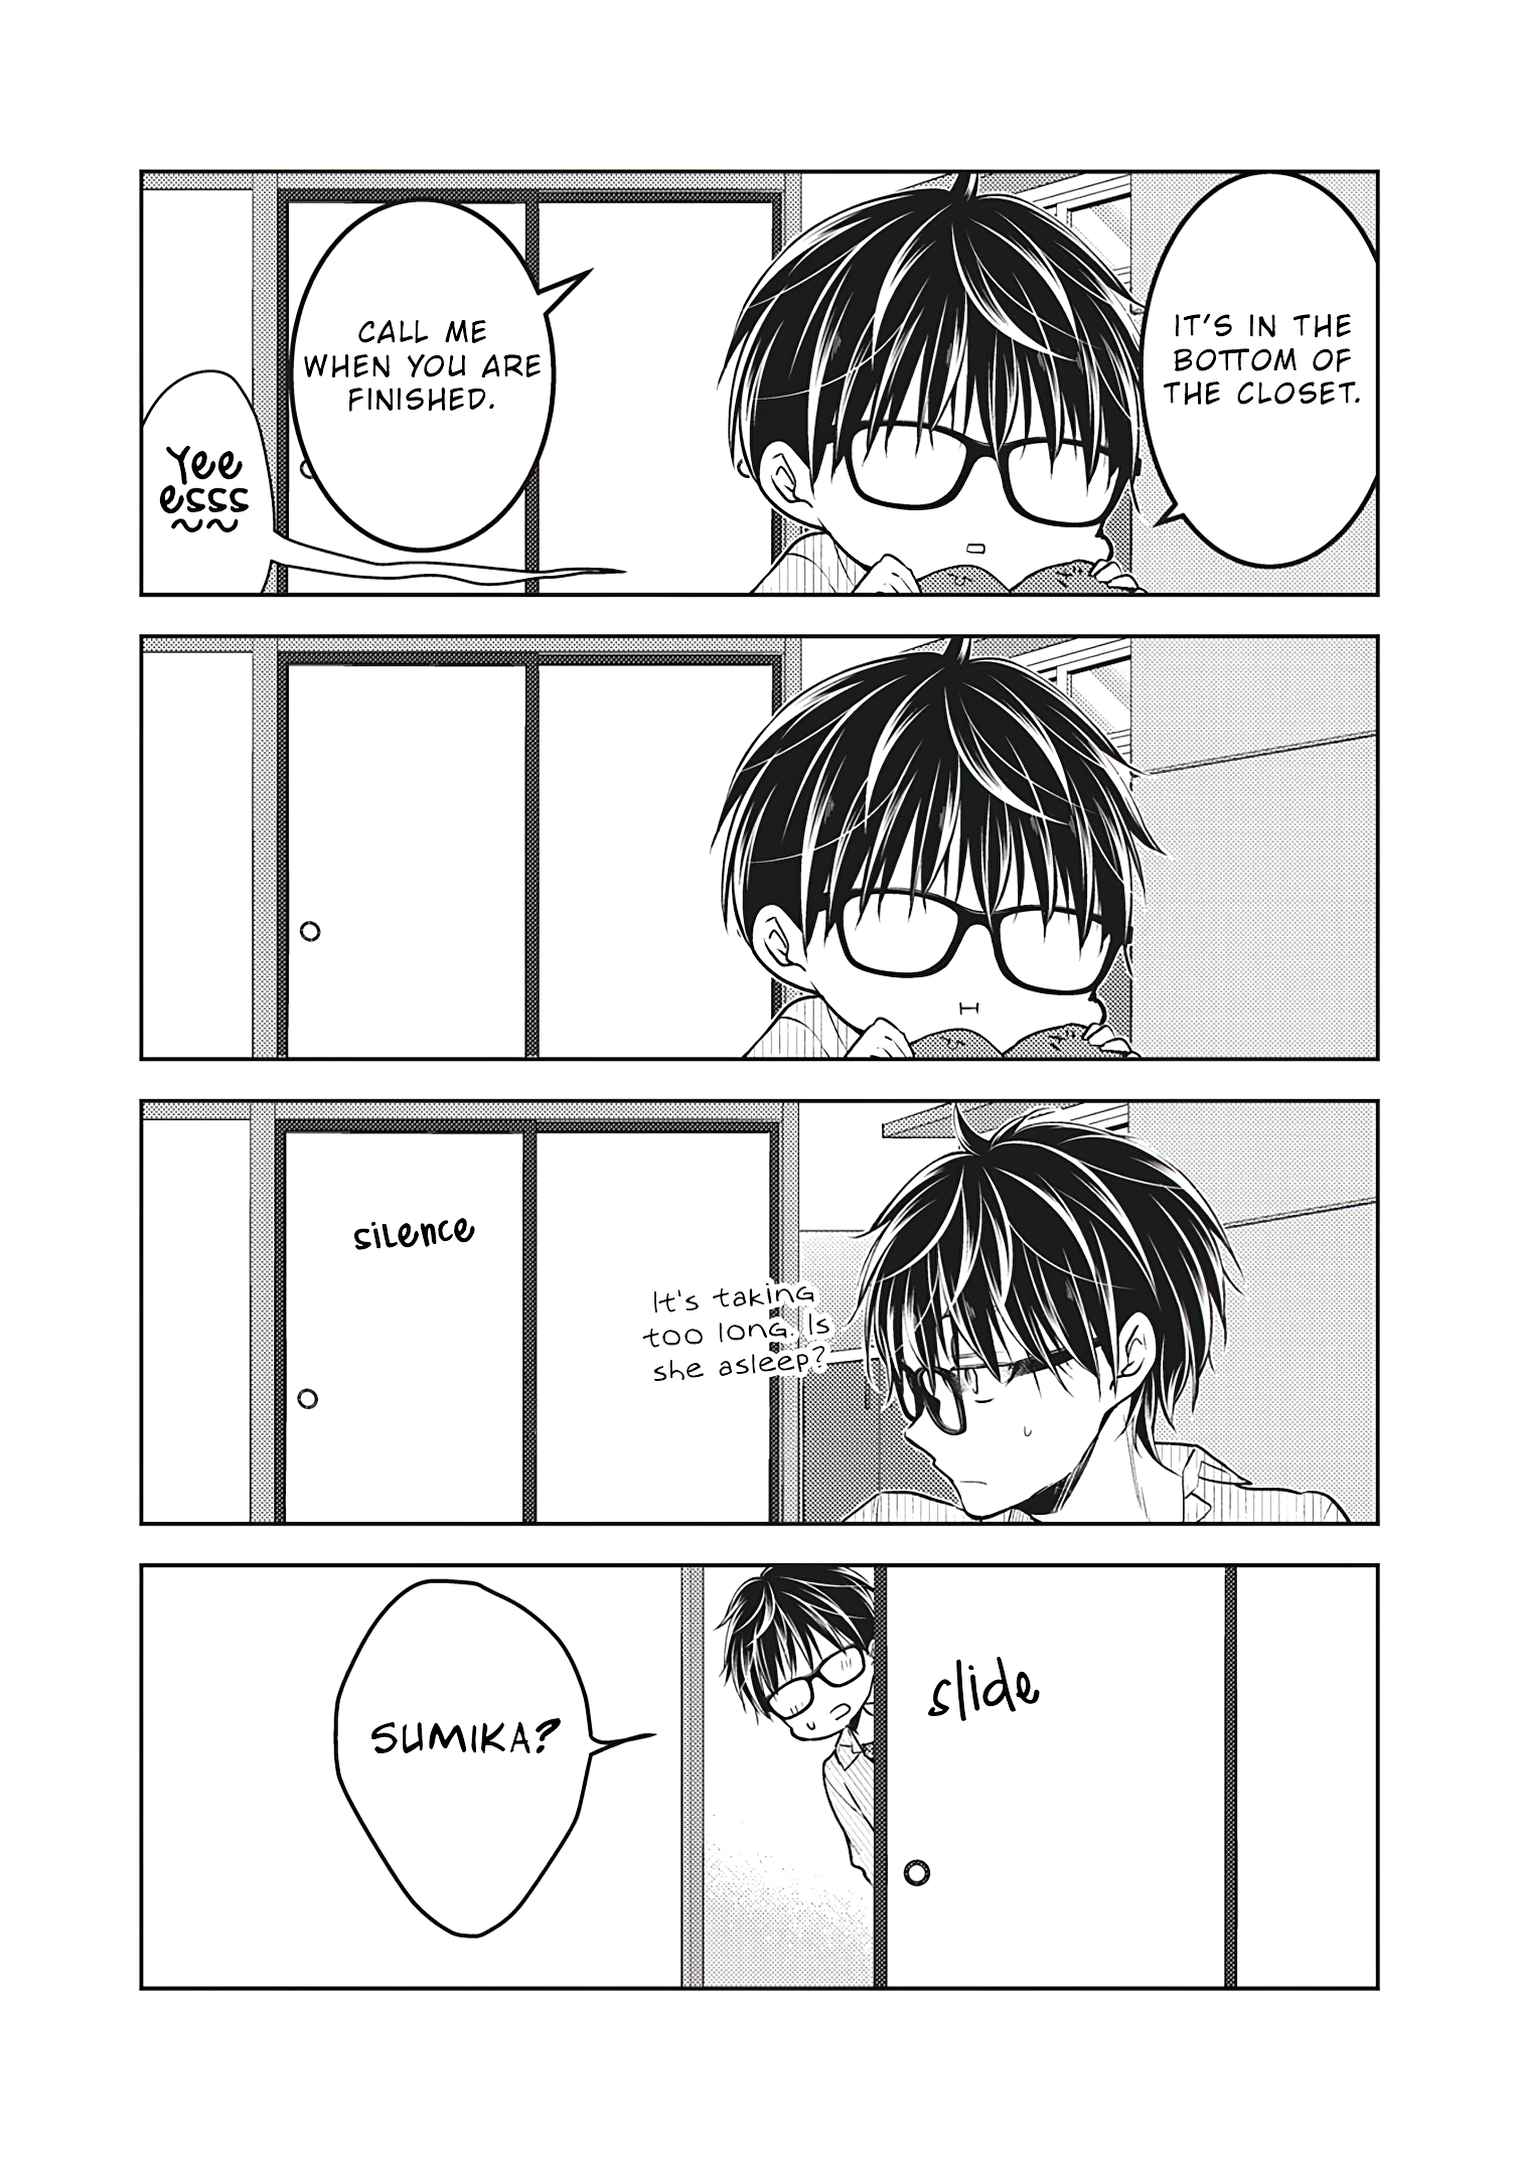 IT'S IN THE
BOTTOM OF
THE CLOSET.
CALL ME
WHEN YOU ARE
FINISHED.
Yee
esss
~~
silence
It's taking
too long. Is
she asleep?
slide
SUMIKA?